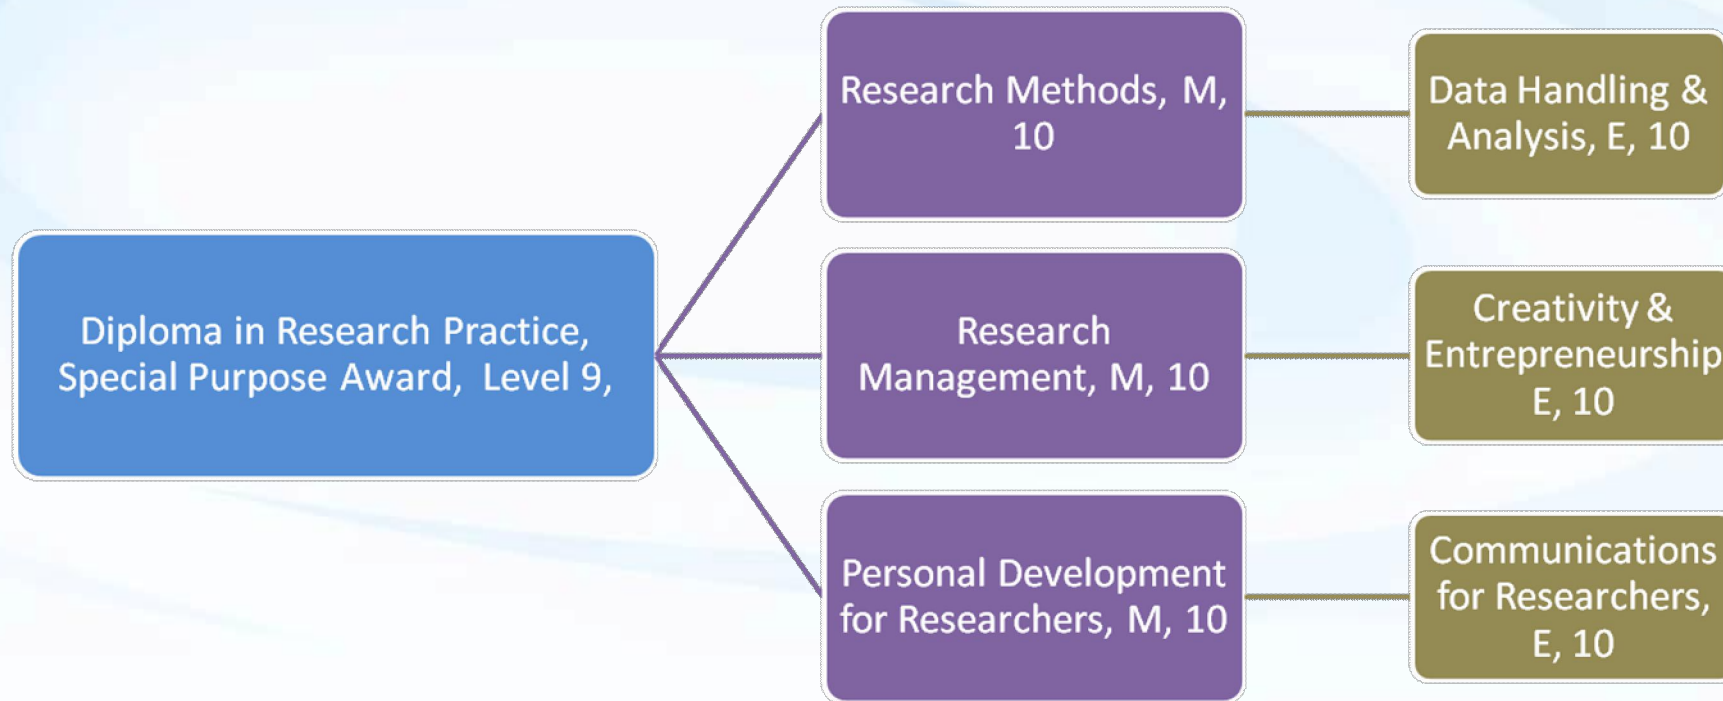 Diploma in Research Practice,
Special Purpose Award, Level 9,
Research Methods, M,
10
Research
Management, M, 10
Personal Development
for Researchers, M, 10
Data Handling &
Analysis, E, 10
Creativity &
Entrepreneurship
E, 10
Communications
for Researchers,
E, 10